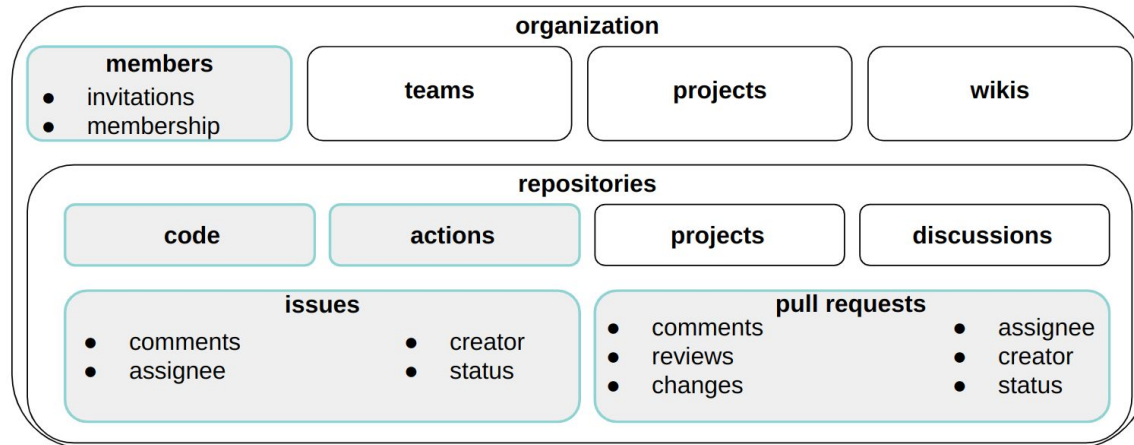 organization
members
● invitations
● membership
teams
projects
wikis
repositories
code
actions
projects
discussions
issues
● comments
● assignee
● creator
● status
pull requests
● comments
● reviews
● changes
● assignee
● creator
● status